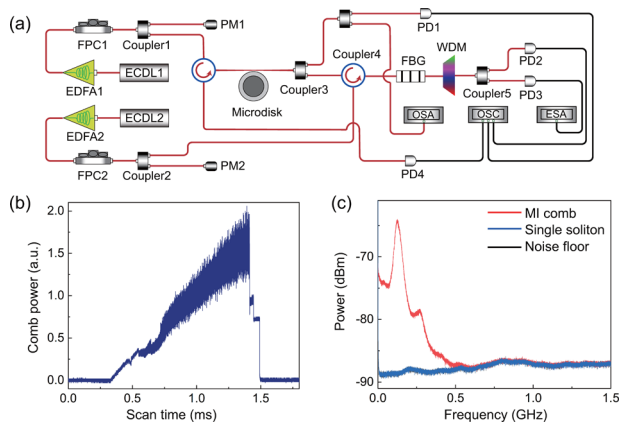 (a)
FPC1
Coupler1
PM1
EDFA1
ECDL1
EDFA2
ECDL2
FPC2
Coupler2
PM2
Microdisk
Coupler3
Coupler4
FBG
WDM
Coupler5
PD1
PD2
PD3
OSA
OSC
ESA
PD4
(b)
Comb power (a.u.)
2.0
1.5
1.0
0.5
0.0
0.0
0.5
1.0
1.5
Scan time (ms)
(c)
MI comb
Single soliton
Noise floor
Power (dBm)
-70
-80
-90
0.0
0.5
1.0
1.5
Frequency (GHz)